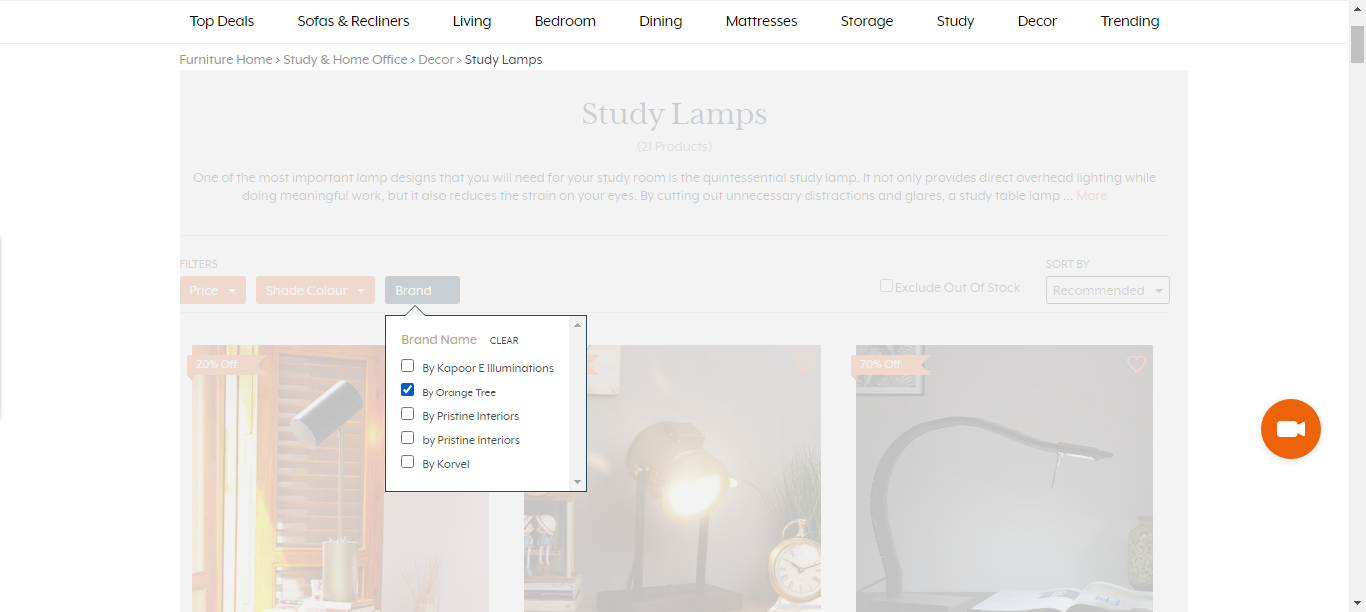 Top Deals Sofas & Recliners Living Bedroom Dining Mattresses Storage Study Decor Trending
Furniture Home > Study & Home Office > Decor > Study Lamps
Study Lamps
(21 Products)
One of the most important lamp designs that you will need for your study room is the quintessential study lamp. It not only provides direct overhead lighting while
doing meaningful work, but it also reduces the strain on your eyes. By cutting out unnecessary distractions and glares, a study table lamp ... More
FILTERS
SORT BY
Price Shade Colour Brand
Exclude Out Of Stock
Recommended
Brand Name CLEAR
By Kapoor E Illuminations
By Orange Tree
By Pristine Interiors
by Pristine Interiors
By Korvel
20% Off
70% Off